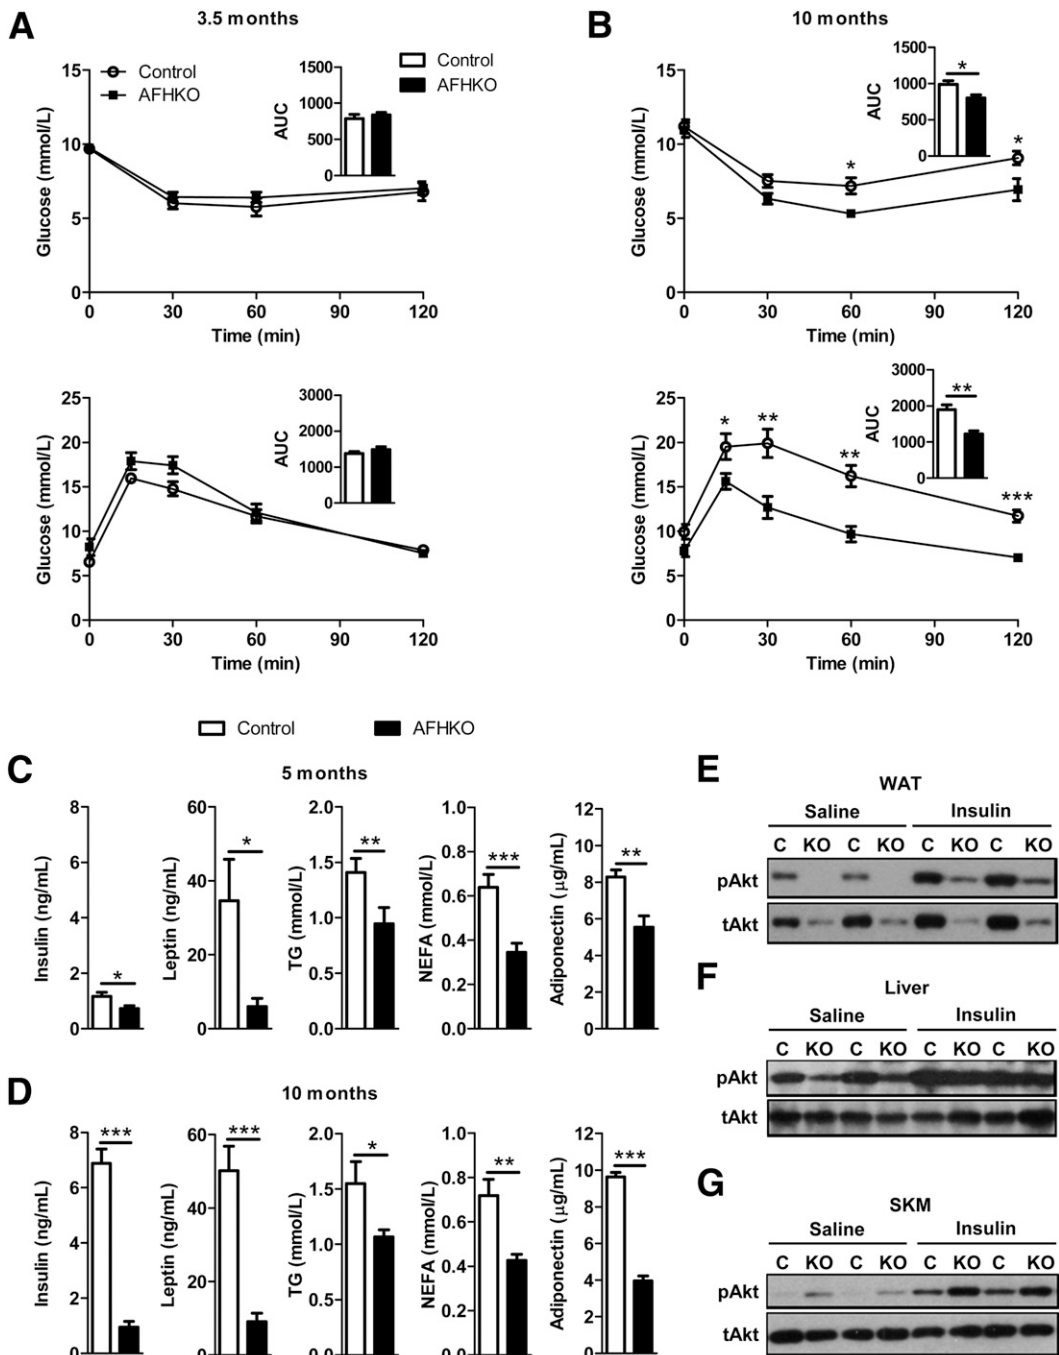 A
3.5 months
B
10 months
Control
AFHKO
Control
AFHKO
Glucose (mmol/L)
15
10
5
0
0 30 60 90 120
Time (min)
AUC
1500
1000
500
0
Glucose (mmol/L)
15
10
5
0
0 30 60 90 120
Time (min)
* *
AUC
1500
1000
500
0
*
Glucose (mmol/L)
25
20
15
10
5
0
0 30 60 90 120
Time (min)
AUC
3000
2000
1000
0
Glucose (mmol/L)
25
20
15
10
5
0
0 30 60 90 120
Time (min)
* ** ** ***
AUC
3000
2000
1000
0
**
Control AFHKO
C
5 months
Insulin (ng/mL)
8
6
4
2
0
*
Leptin (ng/mL)
60
40
20
0
*
TG (mmol/L)
2.0
1.5
1.0
0.5
0.0
**
NEFA (mmol/L)
1.0
0.8
0.6
0.4
0.2
0.0
***
Adiponectin (µg/mL)
12
10
8
6
4
2
0
**
D
10 months
Insulin (ng/mL)
8
6
4
2
0
***
Leptin (ng/mL)
60
40
20
0
***
TG (mmol/L)
2.0
1.5
1.0
0.5
0.0
*
NEFA (mmol/L)
1.0
0.8
0.6
0.4
0.2
0.0
**
Adiponectin (µg/mL)
12
10
8
6
4
2
0
***
E
WAT
Saline Insulin
C KO C KO C KO C KO
pAkt
tAkt
F
Liver
Saline Insulin
C KO C KO C KO C KO
pAkt
tAkt
G
SKM
Saline Insulin
C KO C KO C KO C KO
pAkt
tAkt